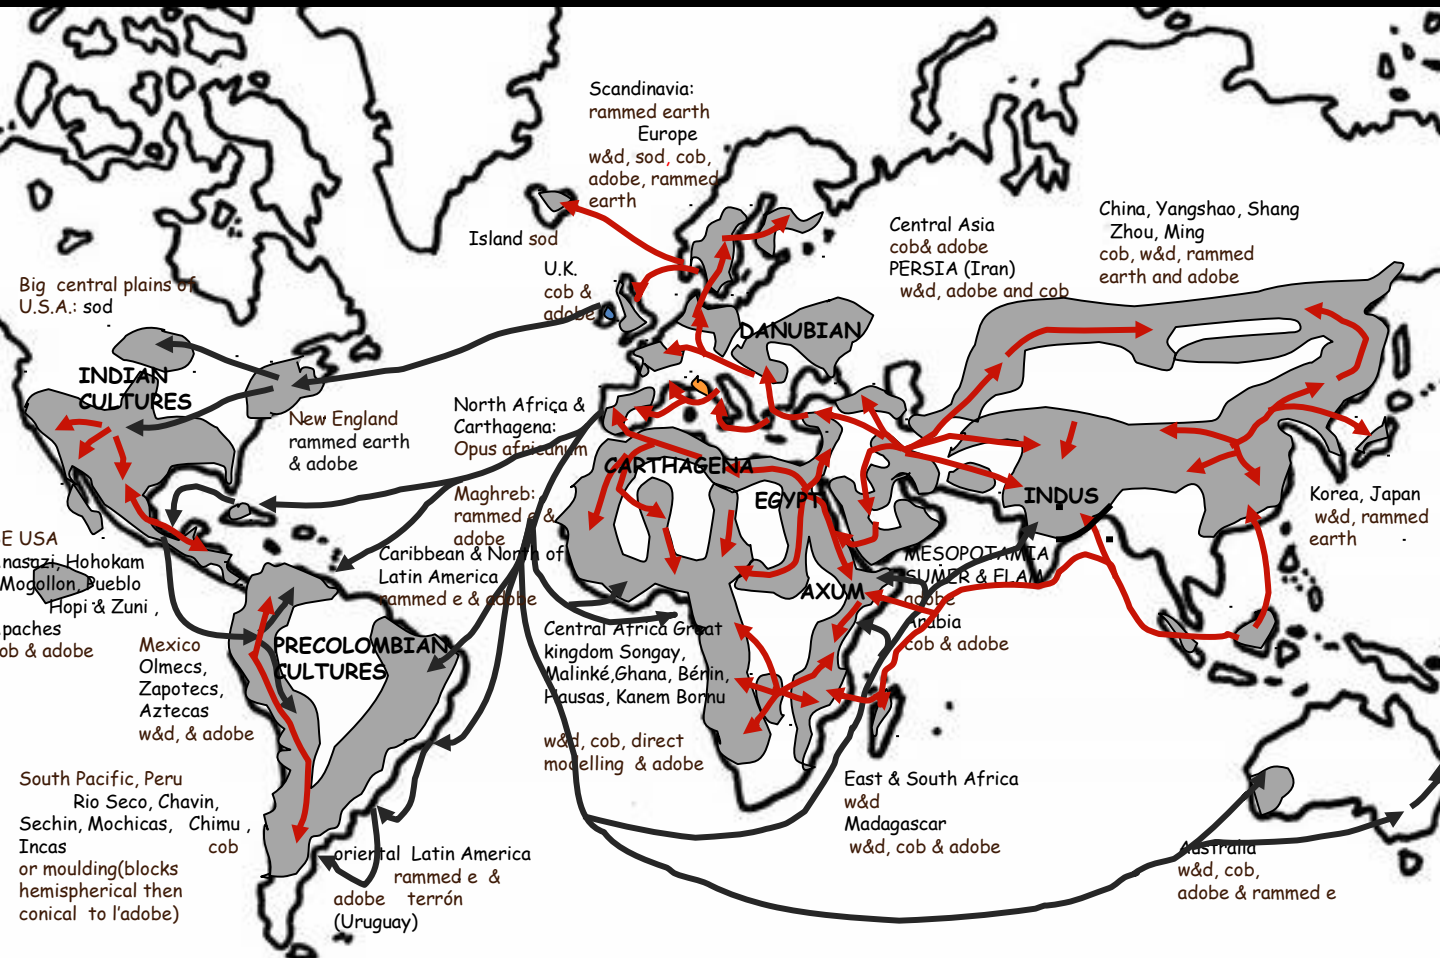 Scandinavia:
rammed earth
Europe
w&d, sod, cob,
adobe, rammed
earth
Island sod
U.K.
cob &
adobe
Central Asia
cob& adobe
PERSIA (Iran)
w&d, adobe and cob
China, Yangshao, Shang
Zhou, Ming
cob, w&d, rammed
earth and adobe
Big central plains of
U.S.A.: sod
DANUBIAN
INDIAN
CULTURES
New England
rammed earth
& adobe
North Africa &
Carthagena:
Opus africanum
CARTHAGENA
EGYPT
INDUS
Maghreb:
rammed e &
adobe
Korea, Japan
w&d, rammed
earth
E USA
nasazi, Hohokam
Mogollon, Pueblo
Hopi & Zuni ,
paches
ob & adobe
Caribbean & North of
Latin America
rammed e & adobe
MESOPOTAMIA
SUMER & ELAM
adobe
Arabia
cob & adobe
AXUM
PRECOLOMBIAN
CULTURES
Central Africa Great
kingdom Songay,
Malinké,Ghana, Bénin,
Hausas, Kanem Bornu
w&d, cob, direct
modelling & adobe
Mexico
Olmecs,
Zapotecs,
Aztecas
w&d, & adobe
South Pacific, Peru
Rio Seco, Chavin,
Sechin, Mochicas, Chimu ,
Incas cob
or moulding(blocks
hemispherical then
conical to l'adobe)
East & South Africa
w&d
Madagascar
w&d, cob & adobe
oriental Latin America
rammed e &
adobe terrón
(Uruguay)
Australia
w&d, cob,
adobe & rammed e